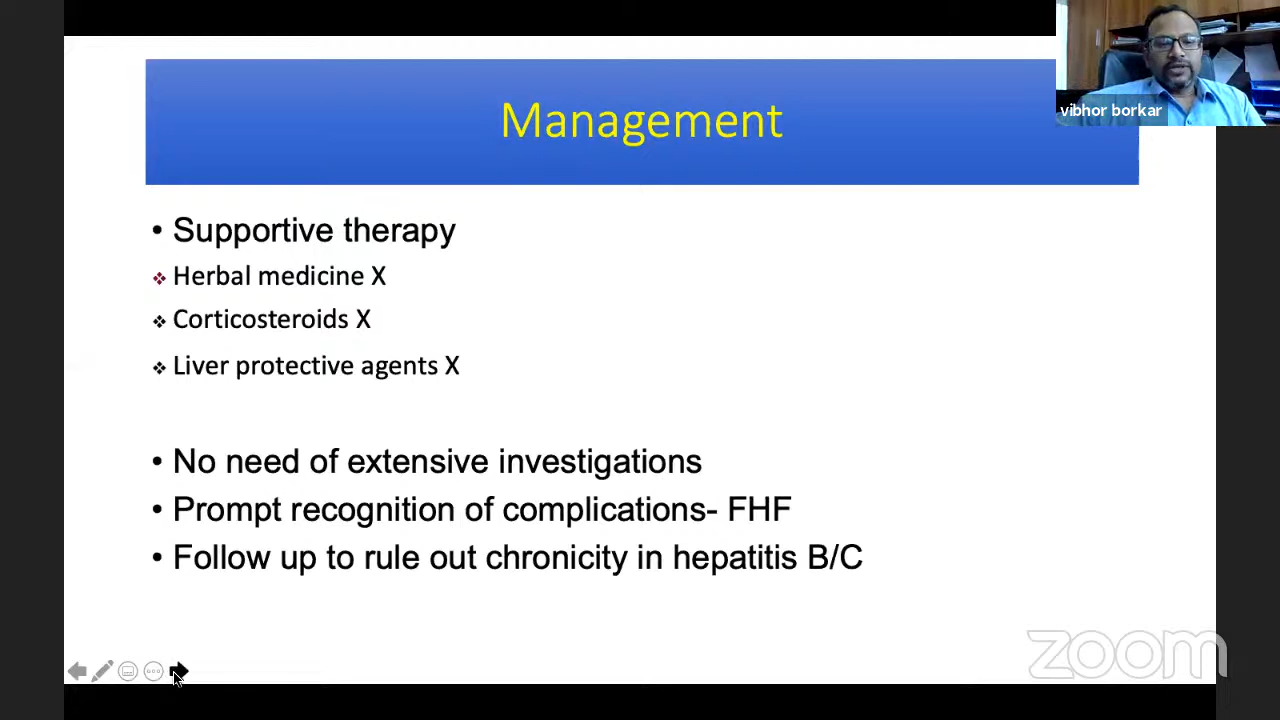 Management
vibhor borkar
• Supportive therapy
❖ Herbal medicine X
❖ Corticosteroids X
❖ Liver protective agents X
• No need of extensive investigations
• Prompt recognition of complications- FHF
• Follow up to rule out chronicity in hepatitis B/C
zoom